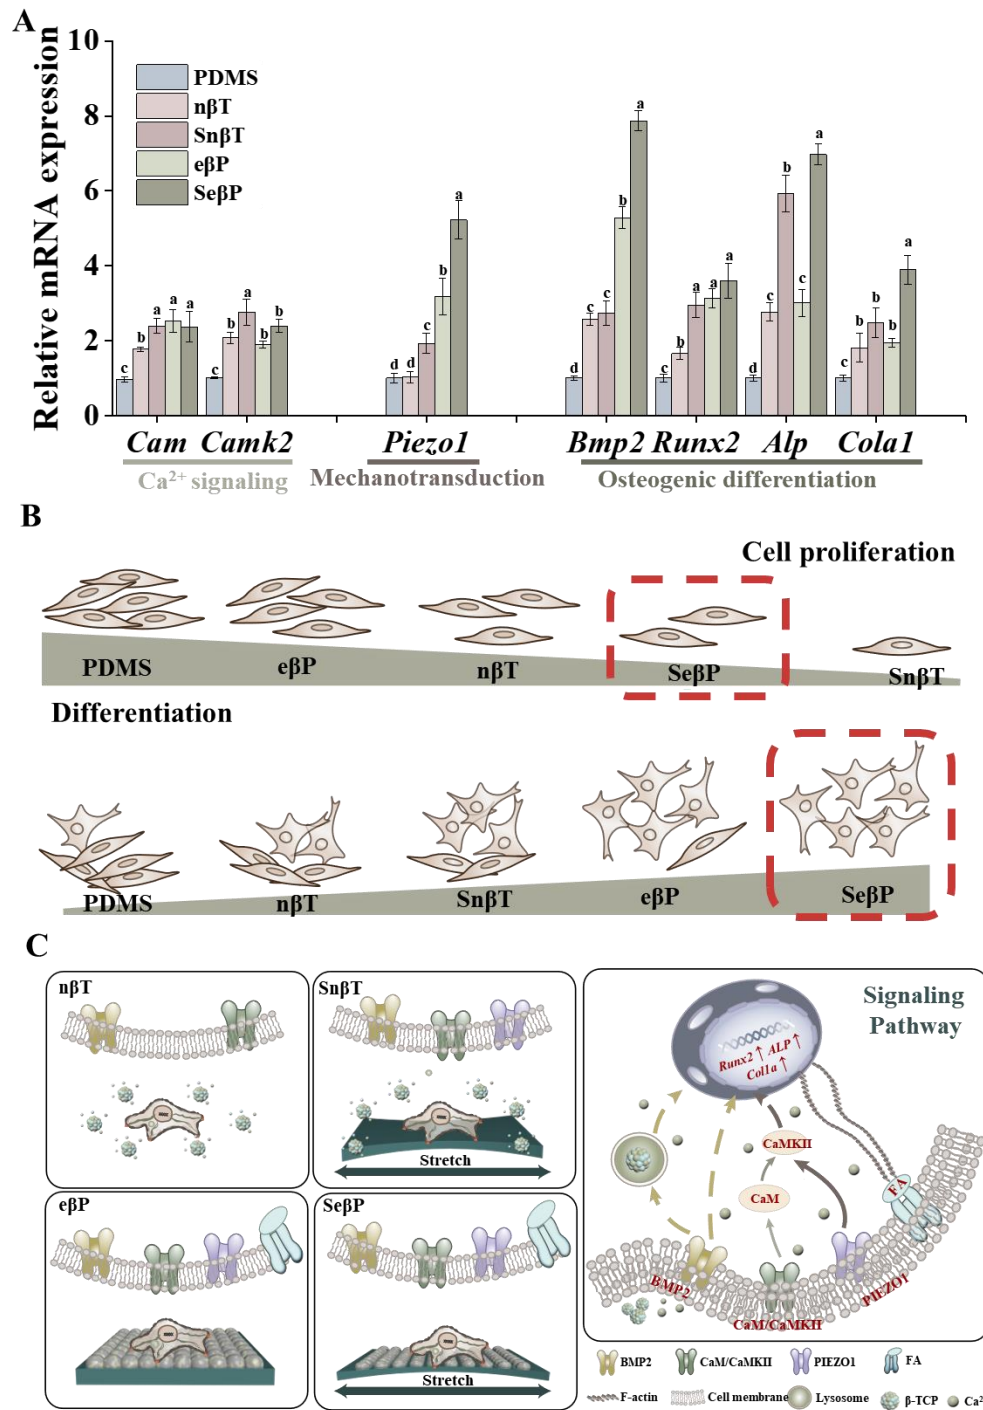 A
Relative mRNA expression
10
8
6
4
2
0
PDMS
nβT
SnβT
eβP
SeβP
c b a a a
c b a b b
d d c b a
c c c b a
c b a a a
d c b c a
c b b b a
Cam Camk2 Piezo1 Bmp2 Runx2 Alp Cola1
Ca²⁺ signaling Mechanotransduction Osteogenic differentiation
B
Cell proliferation
PDMS eβP nβT SeβP SnβT
Differentiation
PDMS nβT SnβT eβP SeβP
C
nβT
SnβT
Stretch
eβP
SeβP
Stretch
Signaling
Pathway
Runx2↑ ALP↑
Col1a↑
CaMKII
CaM
FA
BMP2
CaM/CaMKII
PIEZO1
BMP2 CaM/CaMKII PIEZO1 FA
F-actin Cell membrane Lysosome β-TCP Ca²